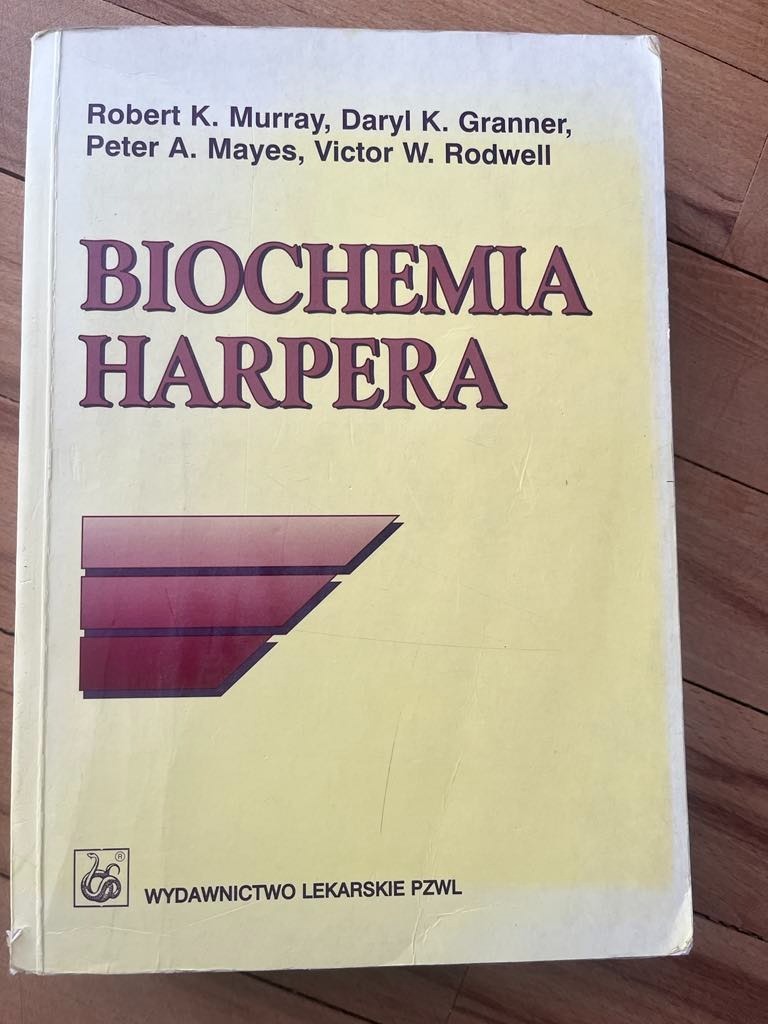 Robert K. Murray, Daryl K. Granner,
Peter A. Mayes, Victor W. Rodwell
BIOCHEMIA
HARPERA
®
WYDAWNICTWO LEKARSKIE PZWL